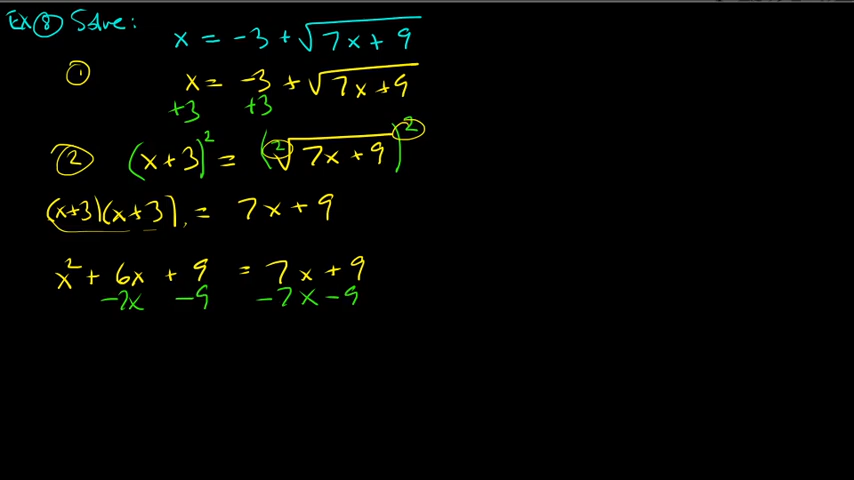 Ex ⑧ Solve:
x = -3 + √(7x + 9)
① x = -3 + √(7x + 9)
+3 +3
② (x + 3)² = (²√(7x + 9))²
(x+3)(x+3) = 7x + 9
x² + 6x + 9 = 7x + 9
-7x -9 -7x -9